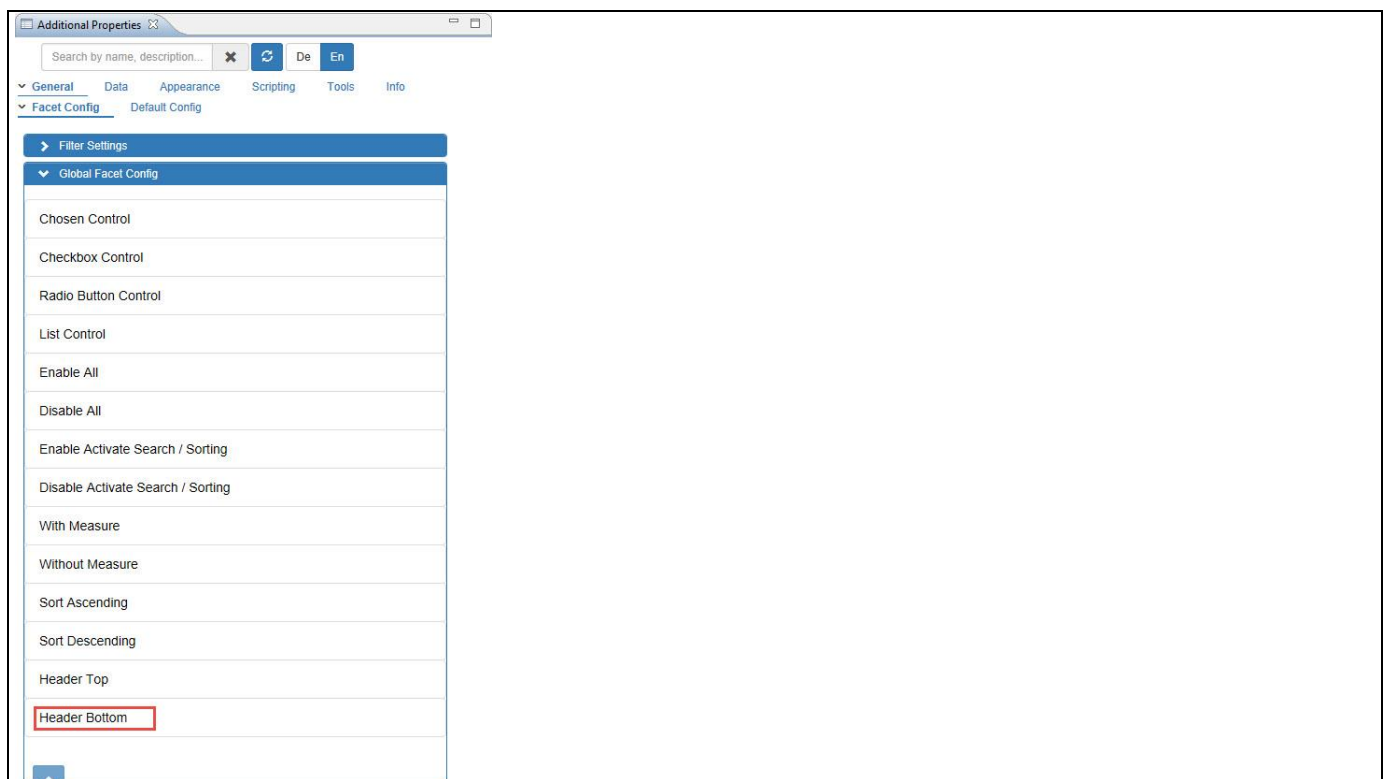 Additional Properties
Search by name, description... De En
General Data Appearance Scripting Tools Info
Facet Config Default Config
Filter Settings
Global Facet Config
Chosen Control
Checkbox Control
Radio Button Control
List Control
Enable All
Disable All
Enable Activate Search / Sorting
Disable Activate Search / Sorting
With Measure
Without Measure
Sort Ascending
Sort Descending
Header Top
Header Bottom